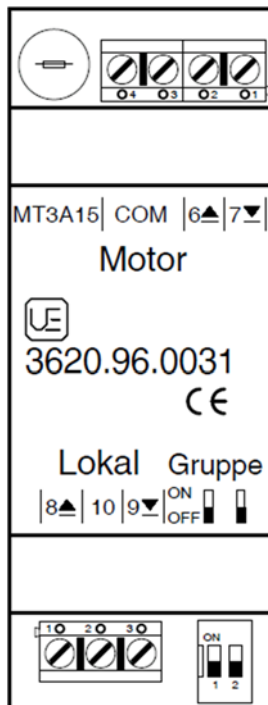 4 3 2 1
MT3A15 COM 6 7
Motor
UE
3620.96.0031
CE
Lokal Gruppe
8 10 9 ON
OFF
1 2 3
ON
1 2